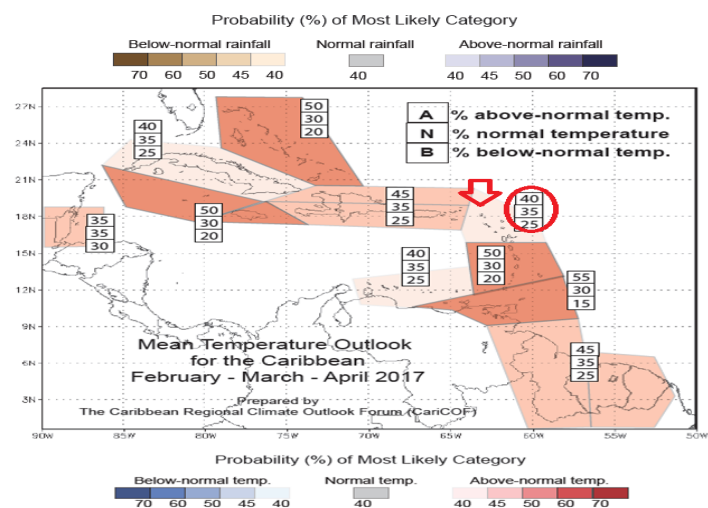 Probability (%) of Most Likely Category
Below-normal rainfall Normal rainfall Above-normal rainfall
70 60 50 45 40 40 40 45 50 60 70
27N
24N
21N
18N
15N
12N
9N
6N
3N
A % above-normal temp.
N % normal temperature
B % below-normal temp.
50
30
20
40
35
25
45
35
25
40
35
25
50
30
20
35
35
30
40
35
25
50
30
20
55
30
15
45
35
25
Mean Temperature Outlook
for the Caribbean
February - March - April 2017
Prepared by
The Caribbean Regional Climate Outlook Forum (CariCOF)
90W 85W 80W 75W 70W 65W 60W 55W 50W
Probability (%) of Most Likely Category
Below-normal temp. Normal temp. Above-normal temp.
70 60 50 45 40 40 40 45 50 60 70